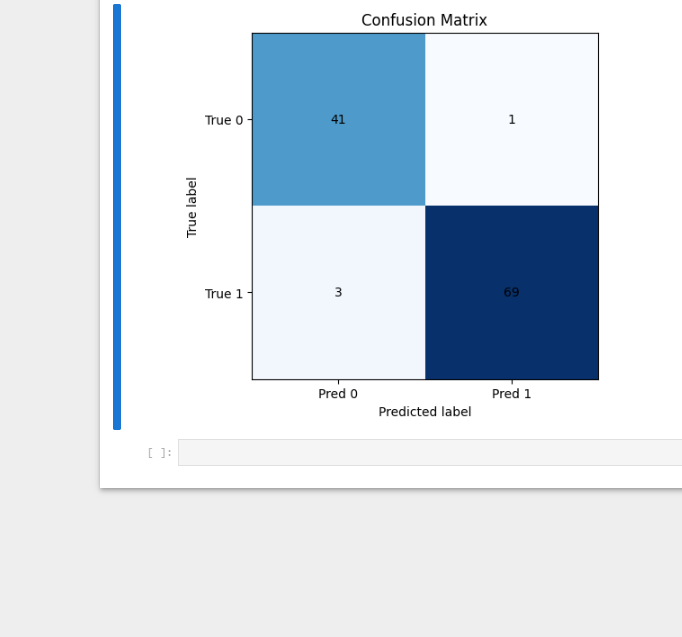 Confusion Matrix
True 0
41
1
True label
True 1
3
69
Pred 0
Pred 1
Predicted label
[ ]: